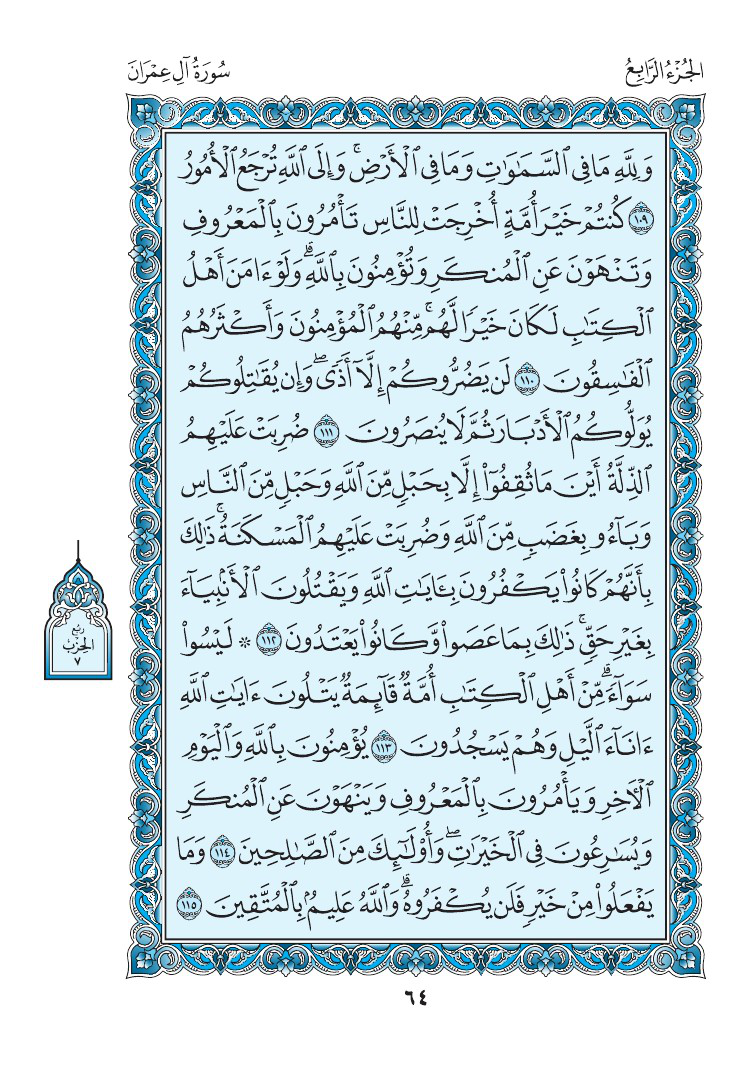 الجُزْءُ الرَّابِعُ
سُورَةُ آلِ عِمْرَانَ
وَلِلَّهِ مَا فِي ٱلسَّمَٰوَٰتِ وَمَا فِي ٱلْأَرْضِۚ وَإِلَى ٱللَّهِ تُرْجَعُ ٱلْأُمُورُ
١٠٩ كُنتُمْ خَيْرَ أُمَّةٍ أُخْرِجَتْ لِلنَّاسِ تَأْمُرُونَ بِٱلْمَعْرُوفِ
وَتَنْهَوْنَ عَنِ ٱلْمُنكَرِ وَتُؤْمِنُونَ بِٱللَّهِۗ وَلَوْ ءَامَنَ أَهْلُ
ٱلْكِتَٰبِ لَكَانَ خَيْرًا لَّهُمۚ مِّنْهُمُ ٱلْمُؤْمِنُونَ وَأَكْثَرُهُمُ
ٱلْفَٰسِقُونَ ١١٠ لَن يَضُرُّوكُمْ إِلَّآ أَذًىۖ وَإِن يُقَٰتِلُوكُمْ
يُوَلُّوكُمُ ٱلْأَدْبَارَ ثُمَّ لَا يُنصَرُونَ ١١١ ضُرِبَتْ عَلَيْهِمُ
ٱلذِّلَّةُ أَيْنَ مَا ثُقِفُوٓا۟ إِلَّا بِحَبْلٍ مِّنَ ٱللَّهِ وَحَبْلٍ مِّنَ ٱلنَّاسِ
وَبَآءُو بِغَضَبٍ مِّنَ ٱللَّهِ وَضُرِبَتْ عَلَيْهِمُ ٱلْمَسْكَنَةُۚ ذَٰلِكَ
بِأَنَّهُمْ كَانُوا۟ يَكْفُرُونَ بِـَٔايَٰتِ ٱللَّهِ وَيَقْتُلُونَ ٱلْأَنۢبِيَآءَ
بِغَيْرِ حَقٍّۚ ذَٰلِكَ بِمَا عَصَوا۟ وَّكَانُوا۟ يَعْتَدُونَ ١١٢ * لَيْسُوا۟
سَوَآءًۗ مِّنْ أَهْلِ ٱلْكِتَٰبِ أُمَّةٌ قَآئِمَةٌ يَتْلُونَ ءَايَٰتِ ٱللَّهِ
ءَانَآءَ ٱلَّيْلِ وَهُمْ يَسْجُدُونَ ١١٣ يُؤْمِنُونَ بِٱللَّهِ وَٱلْيَوْمِ
ٱلْءَاخِرِ وَيَأْمُرُونَ بِٱلْمَعْرُوفِ وَيَنْهَوْنَ عَنِ ٱلْمُنكَرِ
وَيُسَٰرِعُونَ فِي ٱلْخَيْرَٰتِۖ وَأُو۟لَٰٓئِكَ مِنَ ٱلصَّٰلِحِينَ ١١٤ وَمَا
يَفْعَلُوا۟ مِنْ خَيْرٍ فَلَن يُكْفَرُوهُۗ وَٱللَّهُ عَلِيمٌۢ بِٱلْمُتَّقِينَ ١١٥
رُبْعُ
الحِزْبِ
٧
٦٤